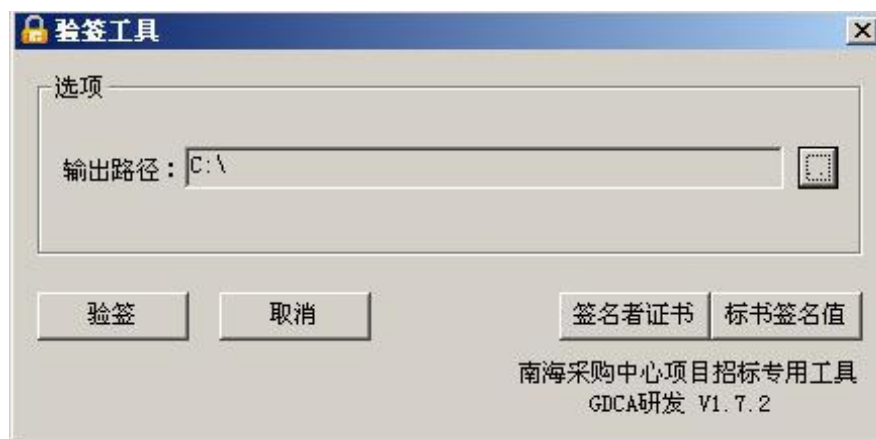 验签工具
选项
输出路径：C:\
验签 取消 签名者证书 标书签名值
南海采购中心项目招标专用工具
GDCA研发 V1.7.2